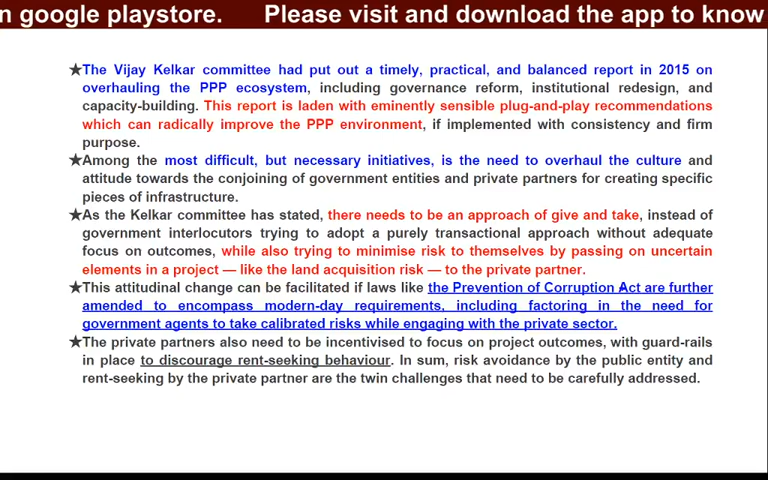 n google playstore. Please visit and download the app to know
★The Vijay Kelkar committee had put out a timely, practical, and balanced report in 2015 on
overhauling the PPP ecosystem, including governance reform, institutional redesign, and
capacity-building. This report is laden with eminently sensible plug-and-play recommendations
which can radically improve the PPP environment, if implemented with consistency and firm
purpose.
★Among the most difficult, but necessary initiatives, is the need to overhaul the culture and
attitude towards the conjoining of government entities and private partners for creating specific
pieces of infrastructure.
★As the Kelkar committee has stated, there needs to be an approach of give and take, instead of
government interlocutors trying to adopt a purely transactional approach without adequate
focus on outcomes, while also trying to minimise risk to themselves by passing on uncertain
elements in a project — like the land acquisition risk — to the private partner.
★This attitudinal change can be facilitated if laws like the Prevention of Corruption Act are further
amended to encompass modern-day requirements, including factoring in the need for
government agents to take calibrated risks while engaging with the private sector.
★The private partners also need to be incentivised to focus on project outcomes, with guard-rails
in place to discourage rent-seeking behaviour. In sum, risk avoidance by the public entity and
rent-seeking by the private partner are the twin challenges that need to be carefully addressed.